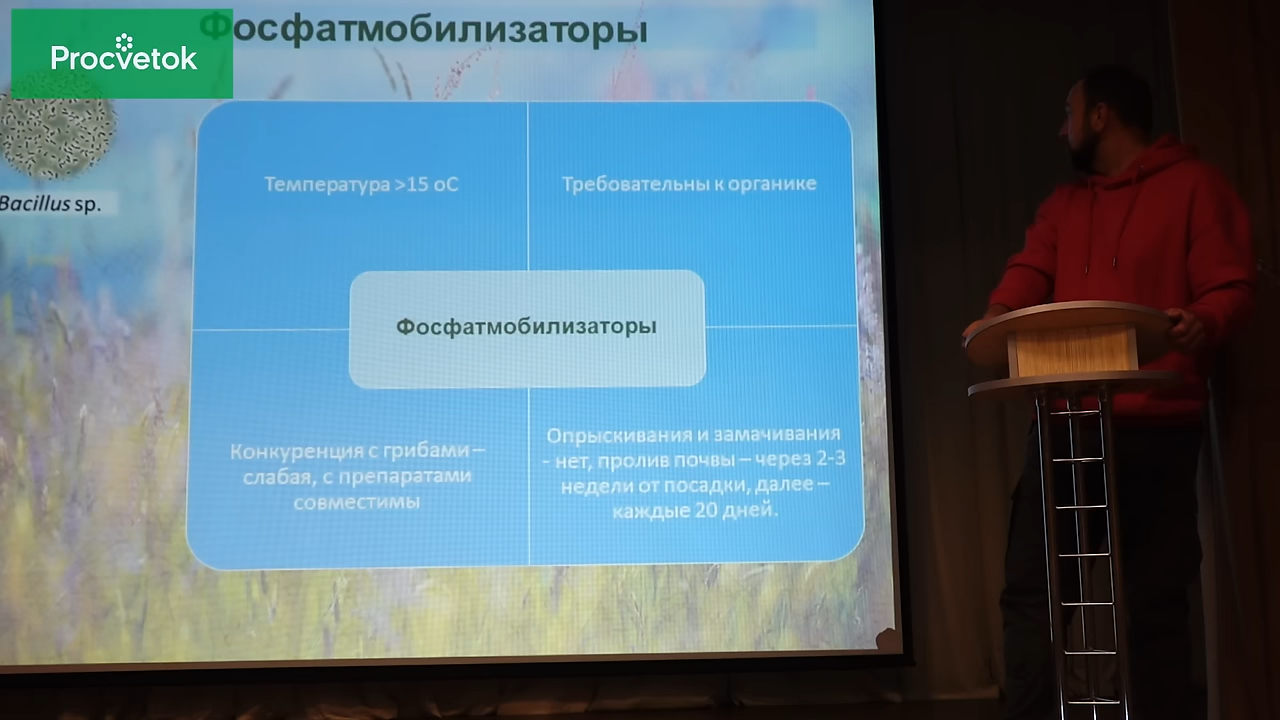 Фосфатмобилизаторы
Procvetok
Bacillus sp.
Температура >15 оС
Требовательны к органике
Фосфатмобилизаторы
Конкуренция с грибами –
слабая, с препаратами
совместимы
Опрыскивания и замачивания
- нет, пролив почвы – через 2-3
недели от посадки, далее –
каждые 20 дней.